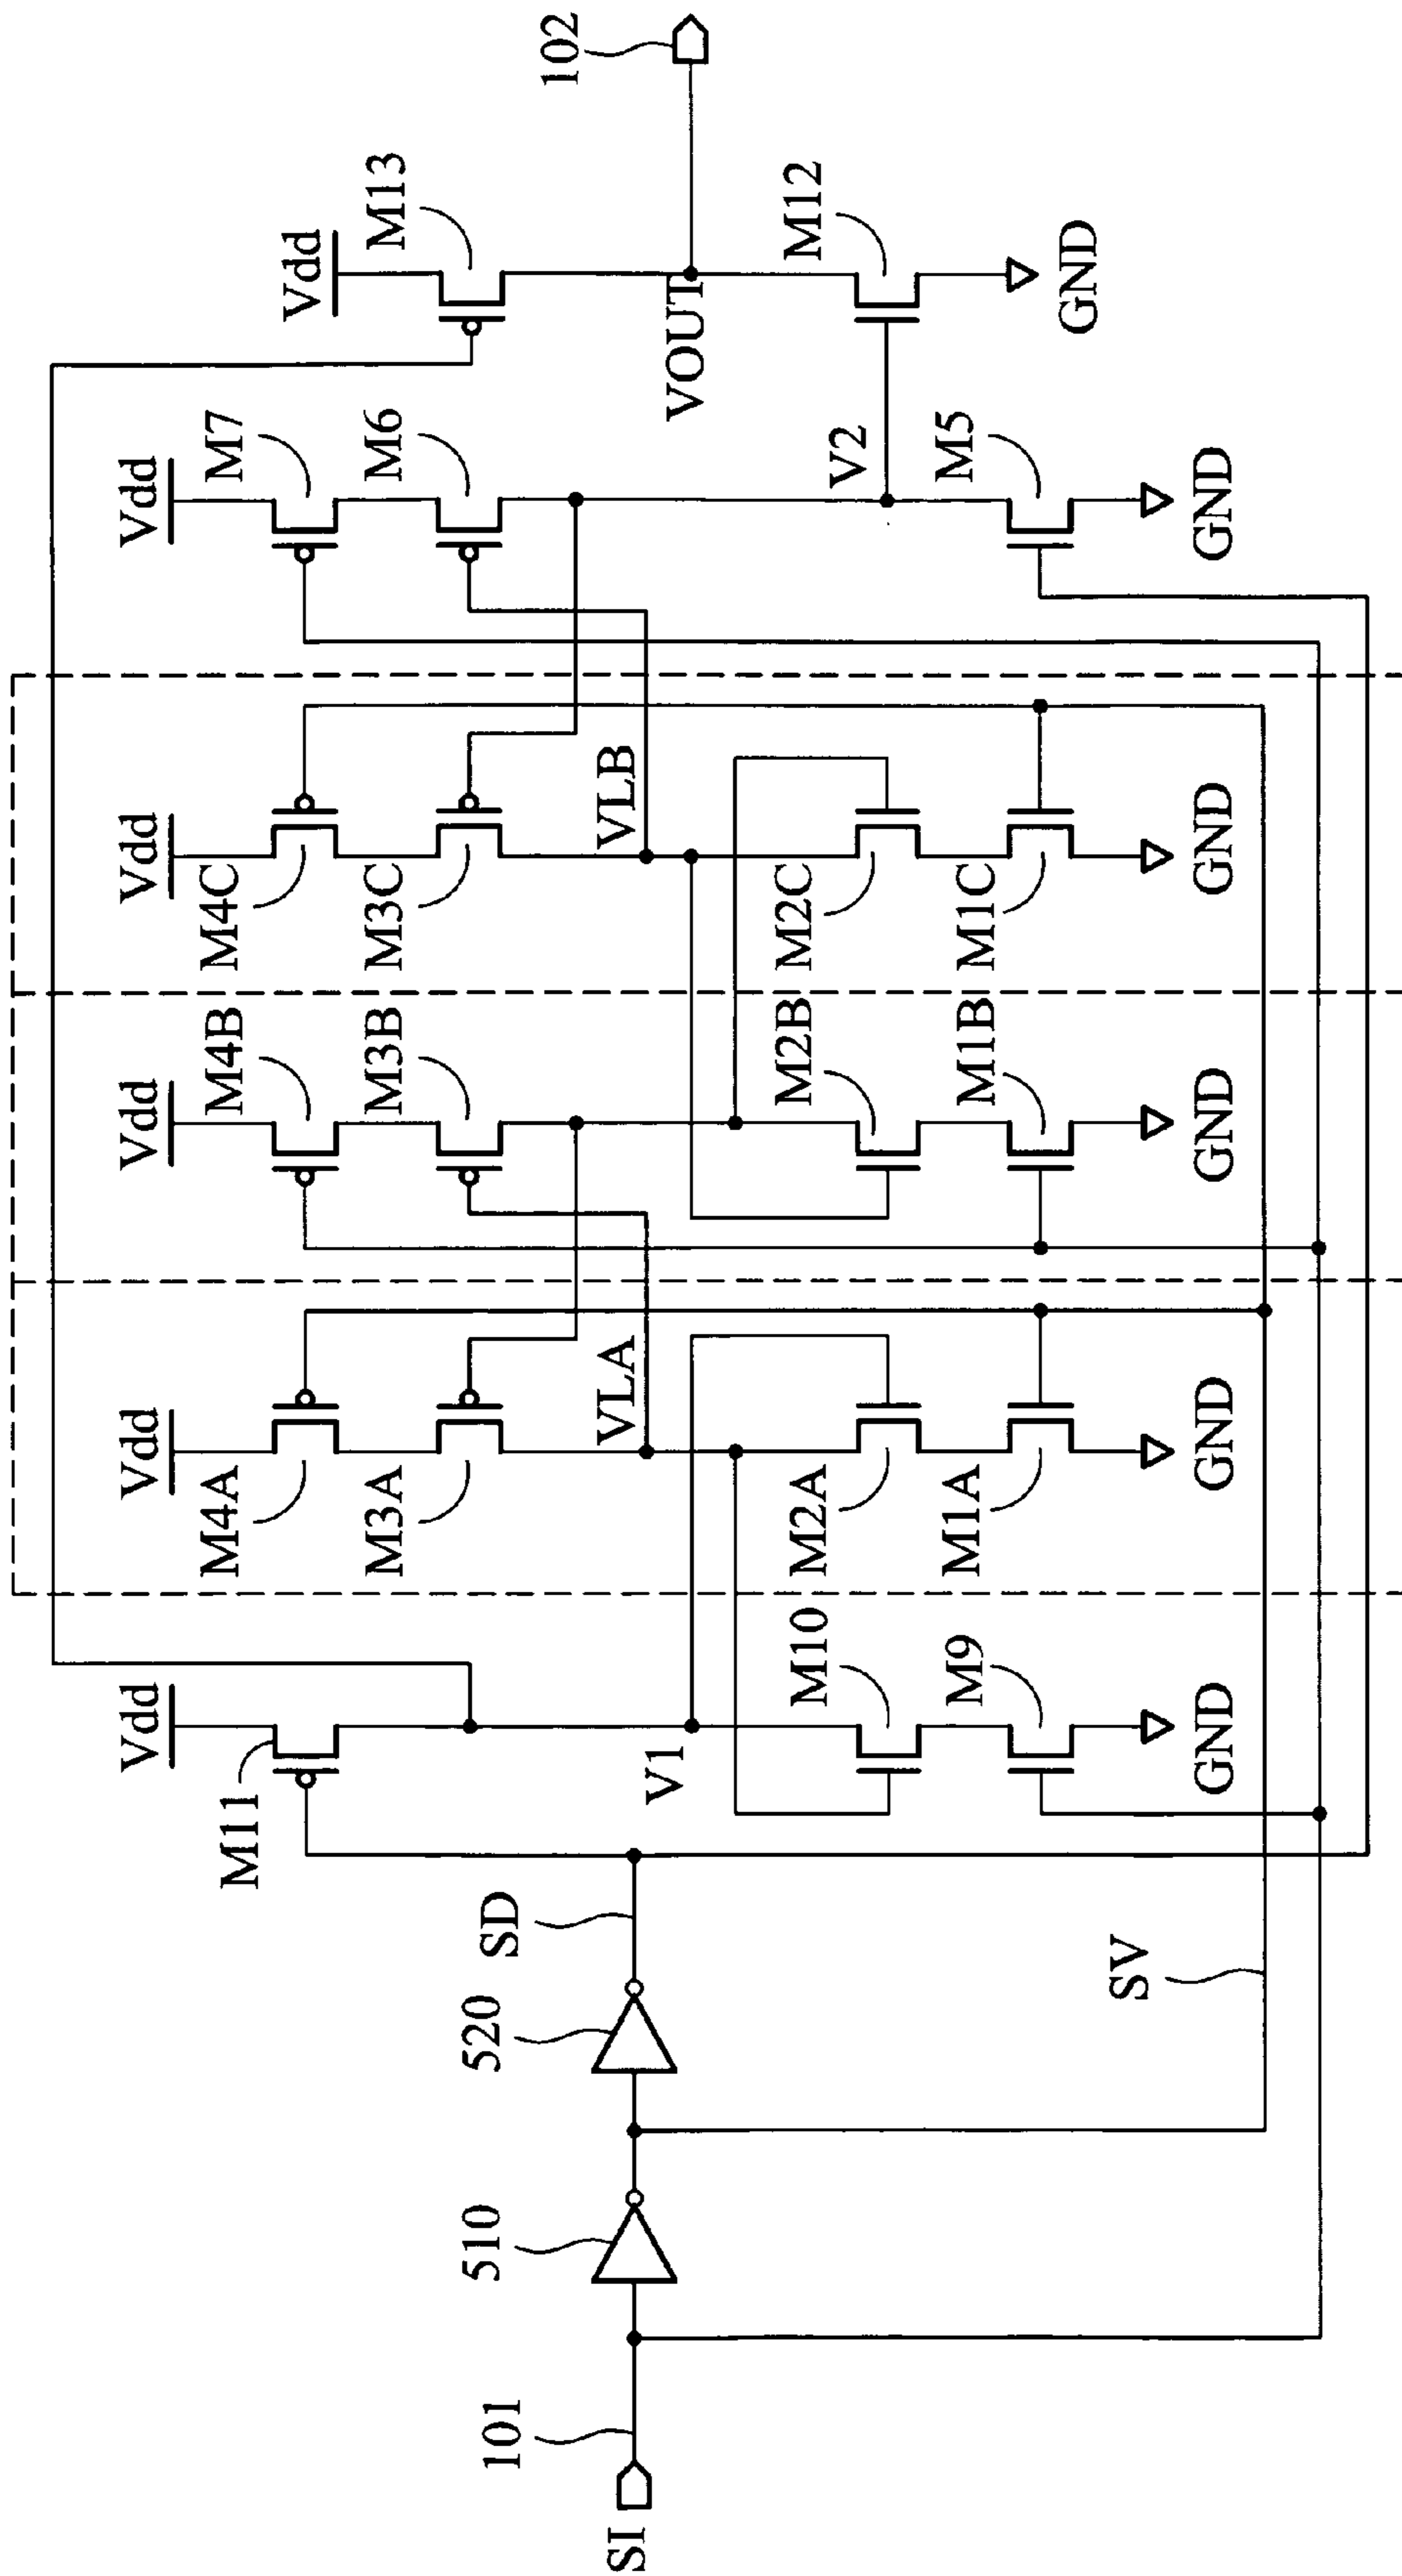 SI
101
510
520
SD
SV
Vdd
M11
V1
M10
M9
GND
Vdd
M4A
M3A
VLA
M2A
M1A
GND
Vdd
M4B
M3B
M2B
M1B
GND
Vdd
M4C
M3C
VLB
M2C
M1C
GND
Vdd
M7
M6
V2
M5
GND
Vdd
M13
VOUT
M12
GND
102